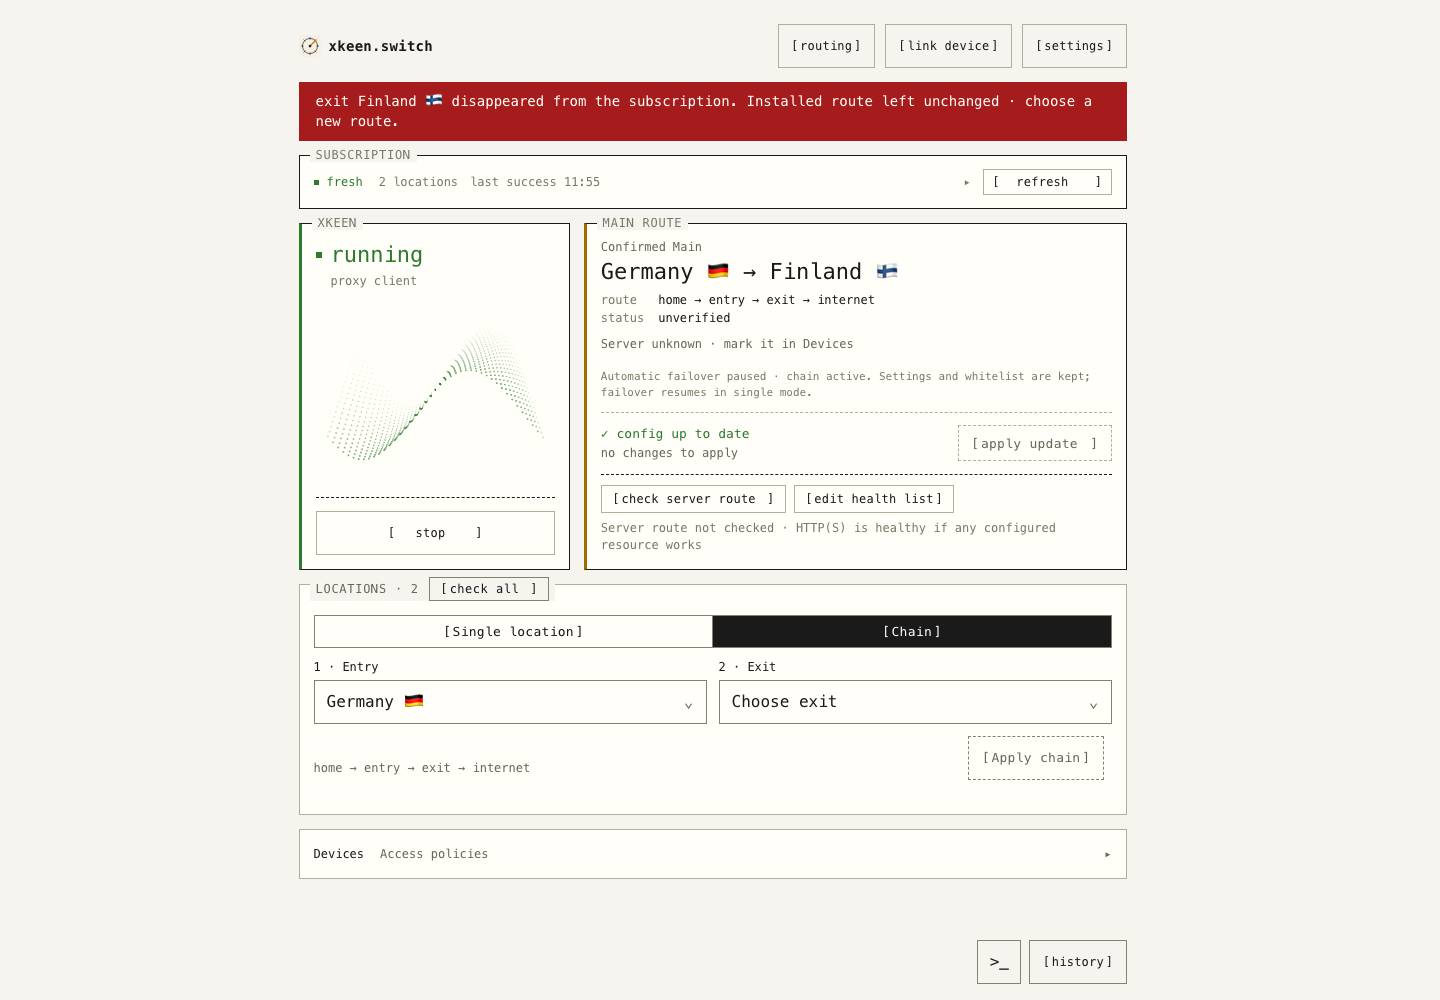 xkeen.switch
[routing]
[link device]
[settings]
exit Finland 🇫🇮 disappeared from the subscription. Installed route left unchanged · choose a
new route.
SUBSCRIPTION
fresh 2 locations last success 11:55
▸ [ refresh ]
XKEEN
running
proxy client
[ stop ]
MAIN ROUTE
Confirmed Main
Germany 🇩🇪 → Finland 🇫🇮
route home → entry → exit → internet
status unverified
Server unknown · mark it in Devices
Automatic failover paused · chain active. Settings and whitelist are kept;
failover resumes in single mode.
✓ config up to date
no changes to apply
[apply update ]
[check server route ]
[edit health list]
Server route not checked · HTTP(S) is healthy if any configured
resource works
LOCATIONS · 2
[check all ]
[Single location]
[Chain]
1 · Entry
2 · Exit
Germany 🇩🇪
Choose exit
home → entry → exit → internet
[Apply chain]
Devices Access policies ▸
>_
[history]